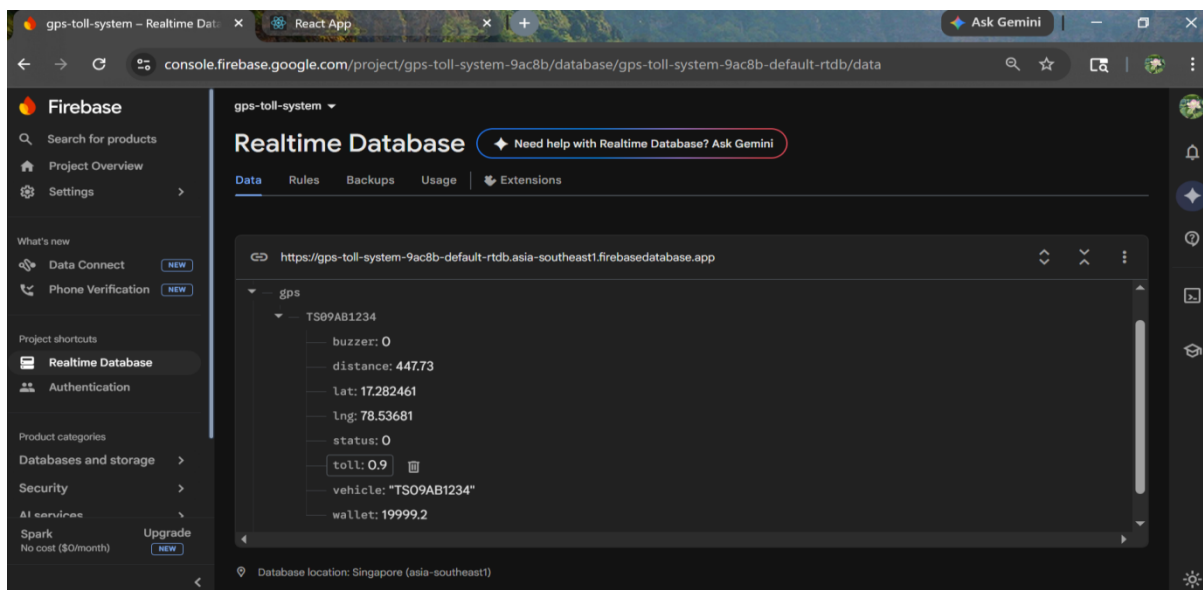 gps-toll-system – Realtime Dat
React App
Ask Gemini
console.firebase.google.com/project/gps-toll-system-9ac8b/database/gps-toll-system-9ac8b-default-rtdb/data
Firebase
Search for products
Project Overview
Settings
What's new
Data Connect NEW
Phone Verification NEW
Project shortcuts
Realtime Database
Authentication
Product categories
Databases and storage
Security
AI services
Spark Upgrade
No cost ($0/month) NEW
gps-toll-system
Realtime Database
Need help with Realtime Database? Ask Gemini
Data Rules Backups Usage Extensions
https://gps-toll-system-9ac8b-default-rtdb.asia-southeast1.firebasedatabase.app
gps
TS09AB1234
buzzer: 0
distance: 447.73
lat: 17.282461
lng: 78.53681
status: 0
toll: 0.9
vehicle: "TS09AB1234"
wallet: 19999.2
Database location: Singapore (asia-southeast1)